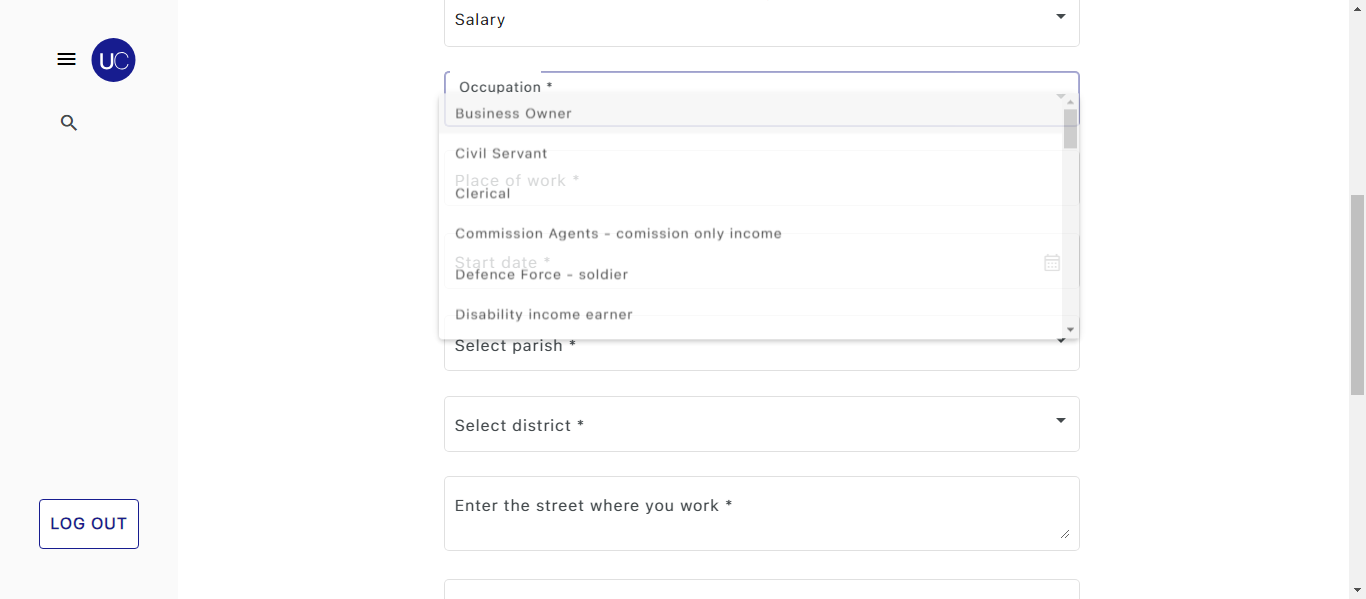 Salary
UC
Occupation *
Business Owner
Civil Servant
Place of work *
Clerical
Commission Agents - comission only income
Start date *
Defence Force - soldier
Disability income earner
Select parish *
Select district *
Enter the street where you work *
LOG OUT